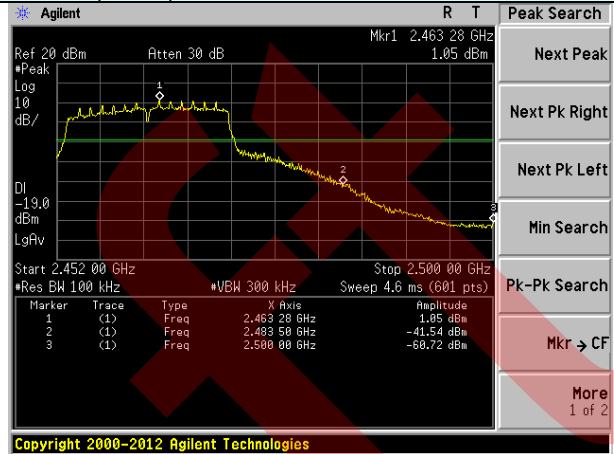 Agilent R T
Mkr1 2.463 28 GHz
Ref 20 dBm Atten 30 dB 1.05 dBm
#Peak
Log
10
dB/
1
2
3
DI
-19.0
dBm
LgAv
Start 2.452 00 GHz Stop 2.500 00 GHz
#Res BW 100 kHz #VBW 300 kHz Sweep 4.6 ms (601 pts)
Marker Trace Type X Axis Amplitude
1 (1) Freq 2.463 28 GHz 1.05 dBm
2 (1) Freq 2.483 50 GHz -41.54 dBm
3 (1) Freq 2.500 00 GHz -60.72 dBm
Copyright 2000-2012 Agilent Technologies
Peak Search
Next Peak
Next Pk Right
Next Pk Left
Min Search
Pk-Pk Search
Mkr → CF
More
1 of 2